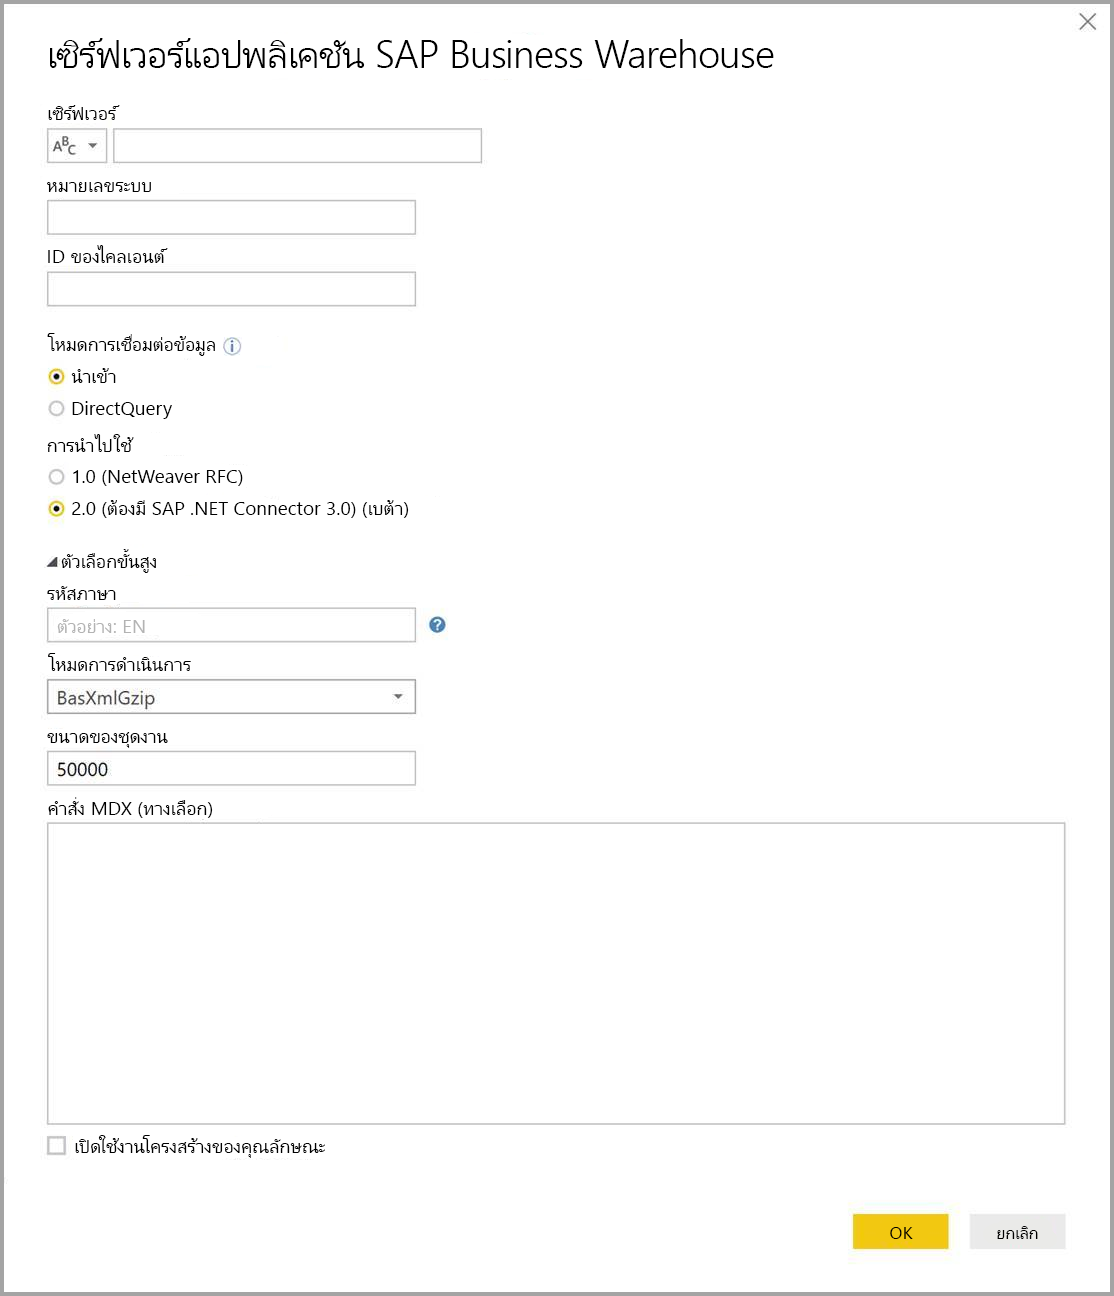 เซิร์ฟเวอร์แอปพลิเคชัน SAP Business Warehouse
เซิร์ฟเวอร์
ABC
หมายเลขระบบ
ID ของไคลเอนต์
โหมดการเชื่อมต่อข้อมูล
นำเข้า
DirectQuery
การนำไปใช้
1.0 (NetWeaver RFC)
2.0 (ต้องมี SAP .NET Connector 3.0) (เบต้า)
ตัวเลือกขั้นสูง
รหัสภาษา
ตัวอย่าง: EN
โหมดการดำเนินการ
BasXmlGzip
ขนาดของชุดงาน
50000
คำสั่ง MDX (ทางเลือก)
เปิดใช้งานโครงสร้างของคุณลักษณะ
OK ยกเลิก